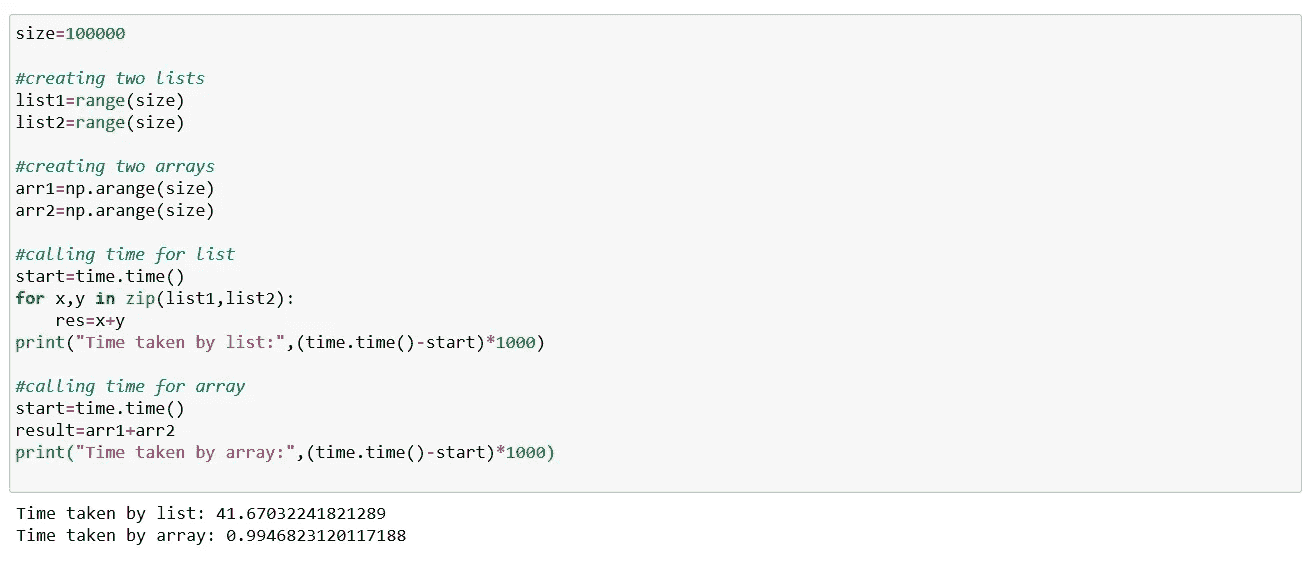 size=100000
#creating two lists
list1=range(size)
list2=range(size)
#creating two arrays
arr1=np.arange(size)
arr2=np.arange(size)
#calling time for list
start=time.time()
for x,y in zip(list1,list2):
    res=x+y
print("Time taken by list:",(time.time()-start)*1000)
#calling time for array
start=time.time()
result=arr1+arr2
print("Time taken by array:",(time.time()-start)*1000)
Time taken by list: 41.67032241821289
Time taken by array: 0.9946823120117188